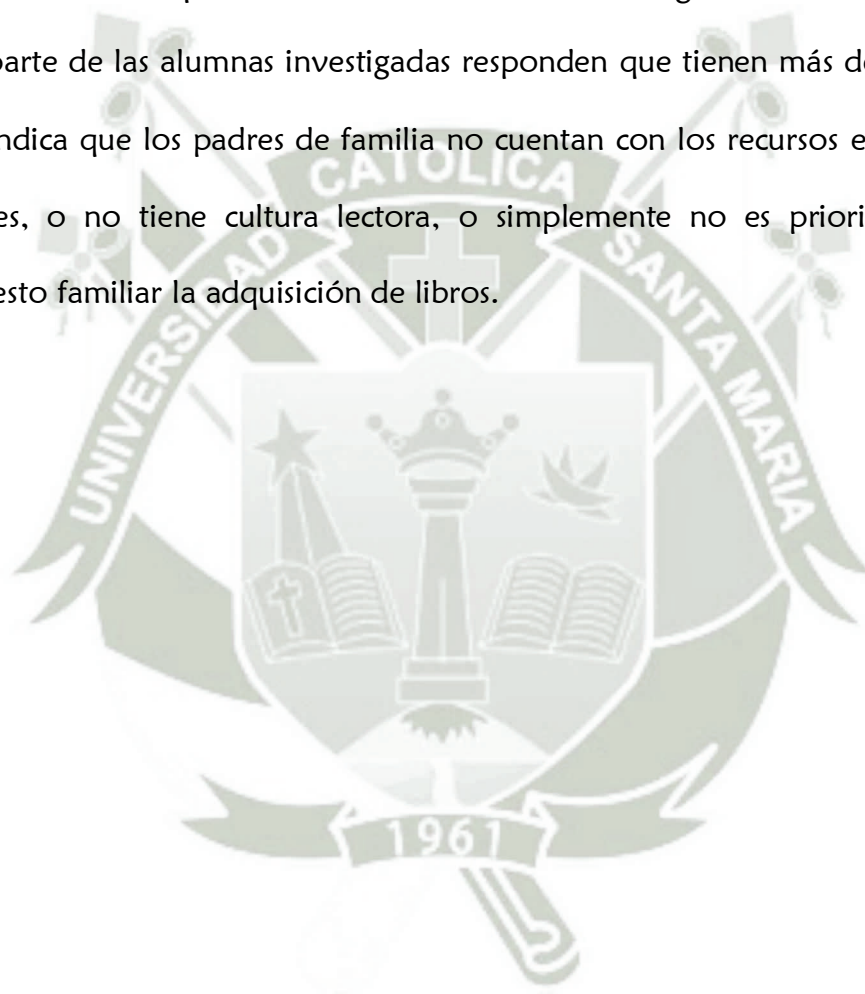 parte de las alumnas investigadas responden que tienen más de
indica que los padres de familia no cuentan con los recursos e
es, o no tiene cultura lectora, o simplemente no es priori
esto familiar la adquisición de libros.
UNIVERSIDAD CATOLICA SANTA MARIA
1961